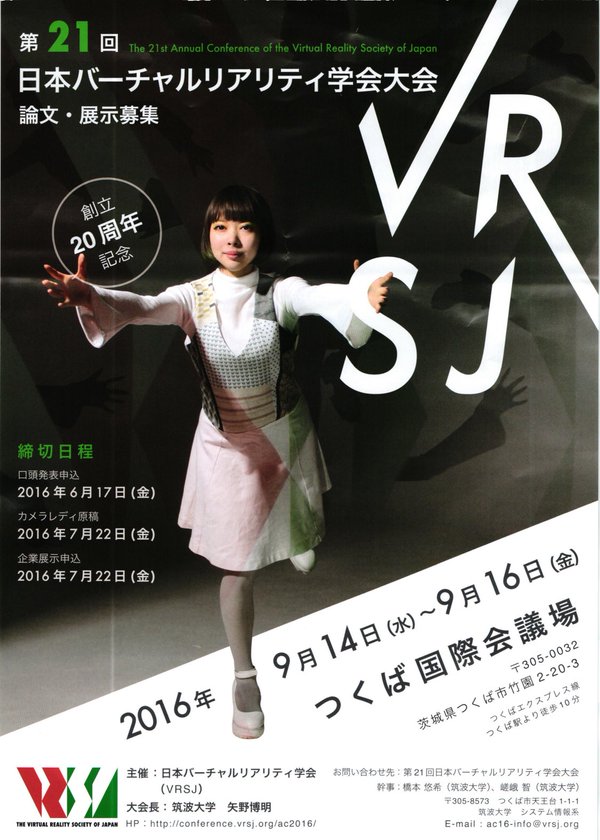 第21回 The 21st Annual Conference of the Virtual Reality Society of Japan
日本バーチャルリアリティ学会大会
論文・展示募集
VR
SJ
創立
20周年
記念
締切日程
口頭発表申込
2016年6月17日(金)
カメラレディ原稿
2016年7月22日(金)
企業展示申込
2016年7月22日(金)
2016年 9月14日(水)〜9月16日(金)
つくば国際会議場
〒305-0032
茨城県つくば市竹園2-20-3
つくばエクスプレス線
つくば駅より徒歩10分
VRSJ
THE VIRTUAL REALITY SOCIETY OF JAPAN
主催：日本バーチャルリアリティ学会
(VRSJ)
大会長：筑波大学 矢野博明
HP：http://conference.vrsj.org/ac2016/
お問い合わせ先：第21回日本バーチャルリアリティ学会大会
幹事：橋本 悠希（筑波大学）、嵯峨 智（筑波大学）
〒305-8573 つくば市天王台1-1-1
筑波大学 システム情報系
E-mail：ac16-info@vrsj.org